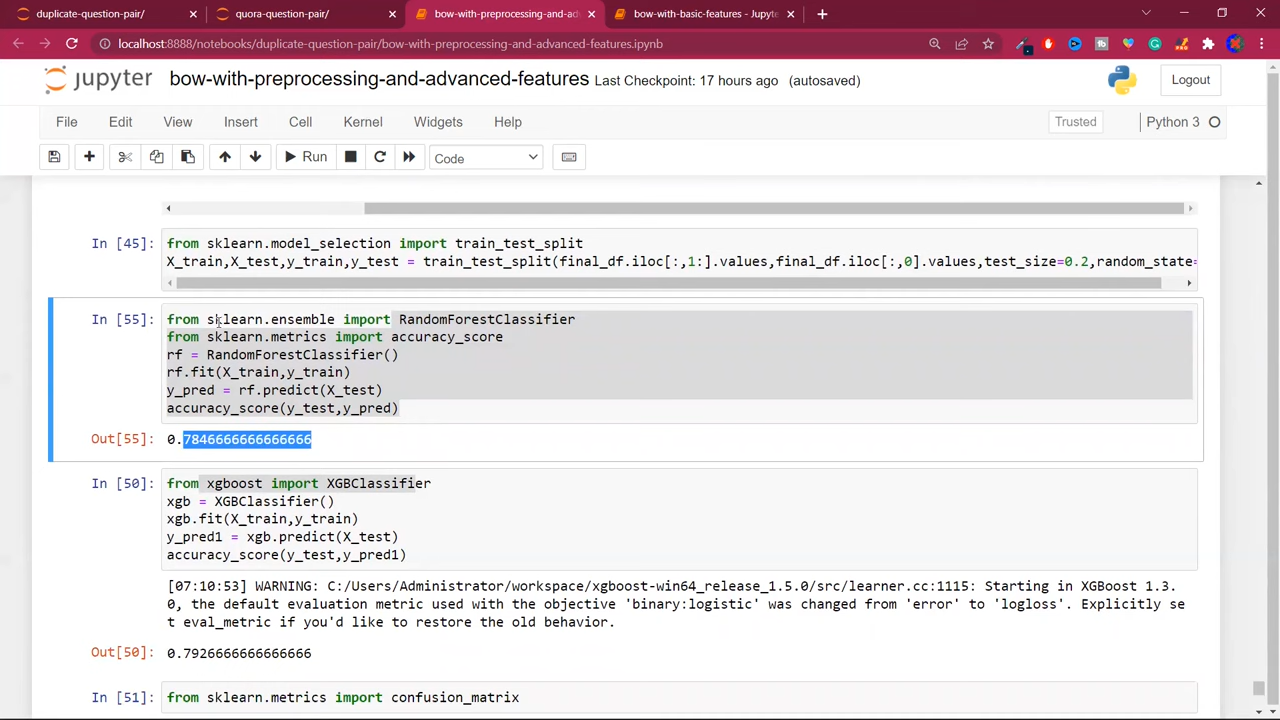 duplicate-question-pair/
quora-question-pair/
bow-with-preprocessing-and-adv
bow-with-basic-features - Jupyte
localhost:8888/notebooks/duplicate-question-pair/bow-with-preprocessing-and-advanced-features.ipynb
jupyter bow-with-preprocessing-and-advanced-features Last Checkpoint: 17 hours ago (autosaved)
Logout
File Edit View Insert Cell Kernel Widgets Help
Trusted
Python 3
Run
Code
In [45]: from sklearn.model_selection import train_test_split
X_train,X_test,y_train,y_test = train_test_split(final_df.iloc[:,1:].values,final_df.iloc[:,0].values,test_size=0.2,random_state=
In [55]: from sklearn.ensemble import RandomForestClassifier
from sklearn.metrics import accuracy_score
rf = RandomForestClassifier()
rf.fit(X_train,y_train)
y_pred = rf.predict(X_test)
accuracy_score(y_test,y_pred)
Out[55]: 0.7846666666666666
In [50]: from xgboost import XGBClassifier
xgb = XGBClassifier()
xgb.fit(X_train,y_train)
y_pred1 = xgb.predict(X_test)
accuracy_score(y_test,y_pred1)
[07:10:53] WARNING: C:/Users/Administrator/workspace/xgboost-win64_release_1.5.0/src/learner.cc:1115: Starting in XGBoost 1.3.
0, the default evaluation metric used with the objective 'binary:logistic' was changed from 'error' to 'logloss'. Explicitly se
t eval_metric if you'd like to restore the old behavior.
Out[50]: 0.7926666666666666
In [51]: from sklearn.metrics import confusion_matrix